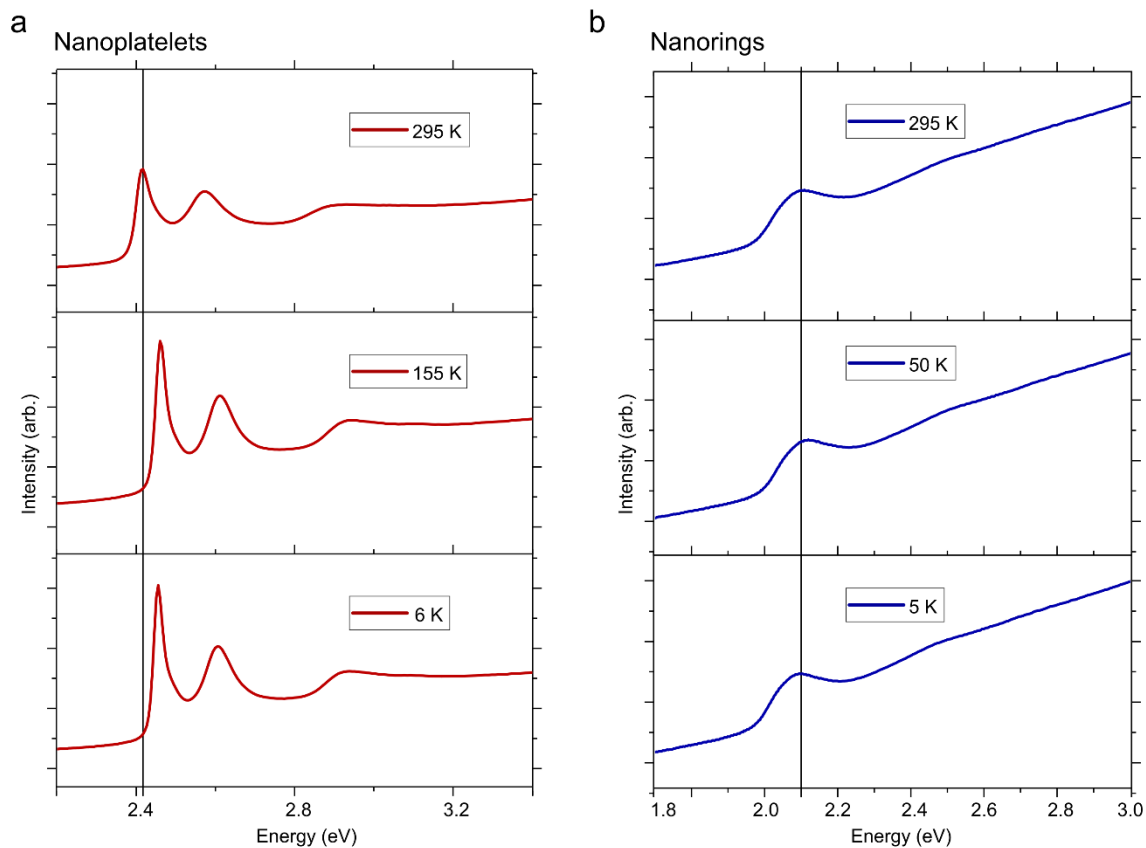 a
Nanoplatelets
295 K
155 K
6 K
Intensity (arb.)
2.4
2.8
3.2
Energy (eV)
b
Nanorings
295 K
50 K
5 K
Intensity (arb.)
1.8
2.0
2.2
2.4
2.6
2.8
3.0
Energy (eV)